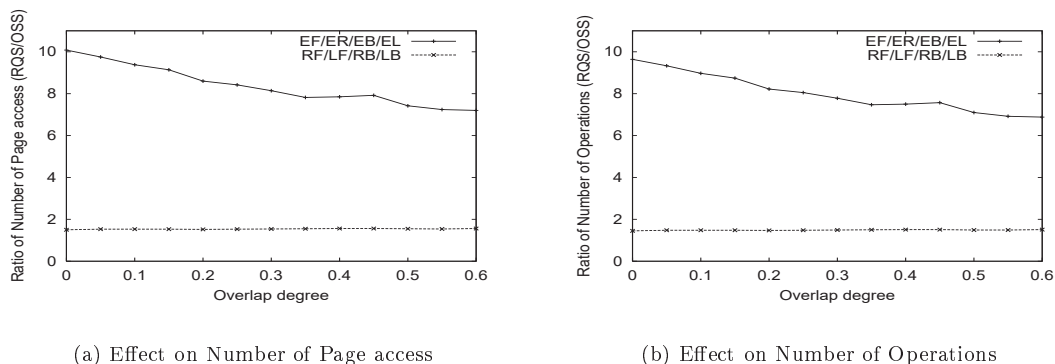 Ratio of Number of Page access (RQS/OSS)
10
8
6
4
2
0
EF/ER/EB/EL
RF/LF/RB/LB
0 0.1 0.2 0.3 0.4 0.5 0.6
Overlap degree
(a) Effect on Number of Page access
Ratio of Number of Operations (RQS/OSS)
10
8
6
4
2
0
EF/ER/EB/EL
RF/LF/RB/LB
0 0.1 0.2 0.3 0.4 0.5 0.6
Overlap degree
(b) Effect on Number of Operations